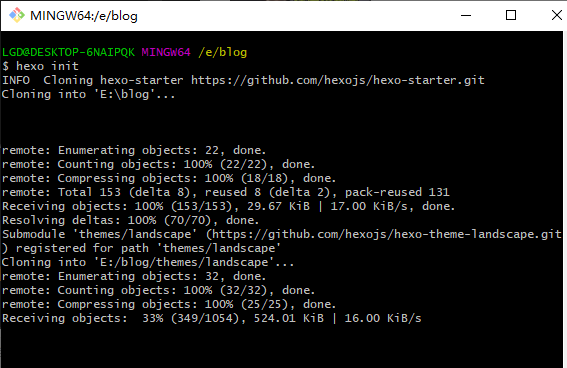 MINGW64:/e/blog
LGD@DESKTOP-6NAIPQK MINGW64 /e/blog
$ hexo init
INFO  Cloning hexo-starter https://github.com/hexojs/hexo-starter.git
Cloning into 'E:\blog'...
remote: Enumerating objects: 22, done.
remote: Counting objects: 100% (22/22), done.
remote: Compressing objects: 100% (18/18), done.
remote: Total 153 (delta 8), reused 8 (delta 2), pack-reused 131
Receiving objects: 100% (153/153), 29.67 KiB | 17.00 KiB/s, done.
Resolving deltas: 100% (70/70), done.
Submodule 'themes/landscape' (https://github.com/hexojs/hexo-theme-landscape.git
) registered for path 'themes/landscape'
Cloning into 'E:/blog/themes/landscape'...
remote: Enumerating objects: 32, done.
remote: Counting objects: 100% (32/32), done.
remote: Compressing objects: 100% (25/25), done.
Receiving objects:  33% (349/1054), 524.01 KiB | 16.00 KiB/s